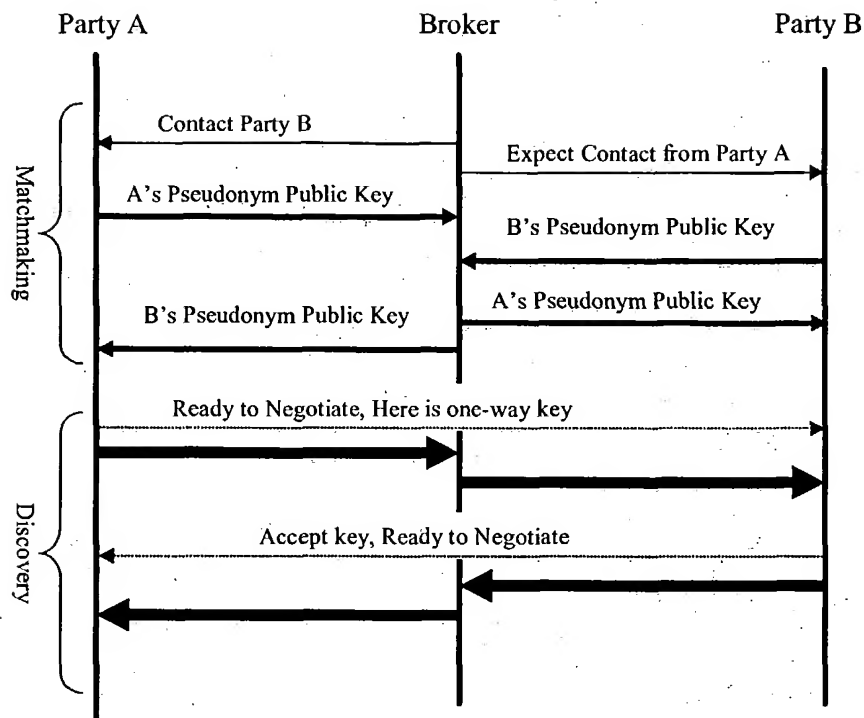 Party A
Broker
Party B
Contact Party B
Expect Contact from Party A
A's Pseudonym Public Key
B's Pseudonym Public Key
A's Pseudonym Public Key
B's Pseudonym Public Key
Matchmaking
Ready to Negotiate, Here is one-way key
Accept key, Ready to Negotiate
Discovery